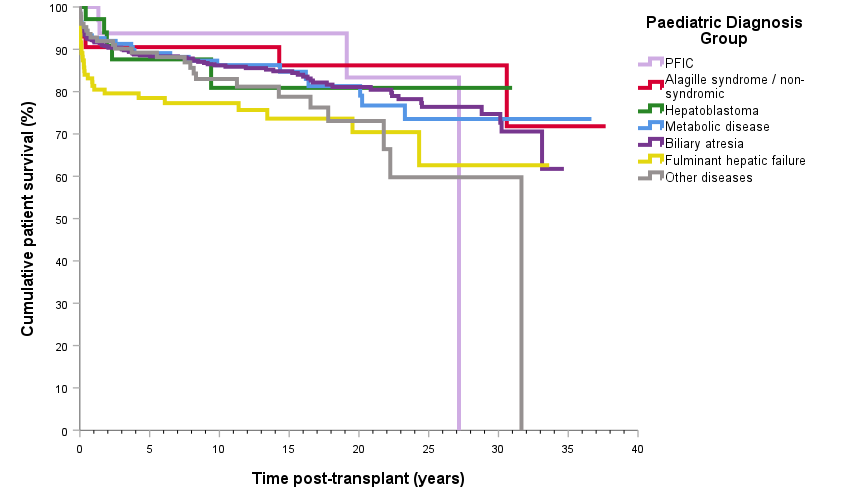 Paediatric Diagnosis
Group
PFIC
Alagille syndrome / non-
syndromic
Hepatoblastoma
Metabolic disease
Biliary atresia
Fulminant hepatic failure
Other diseases
Cumulative patient survival (%)
100
90
80
70
60
50
40
30
20
10
0
0 5 10 15 20 25 30 35 40
Time post-transplant (years)